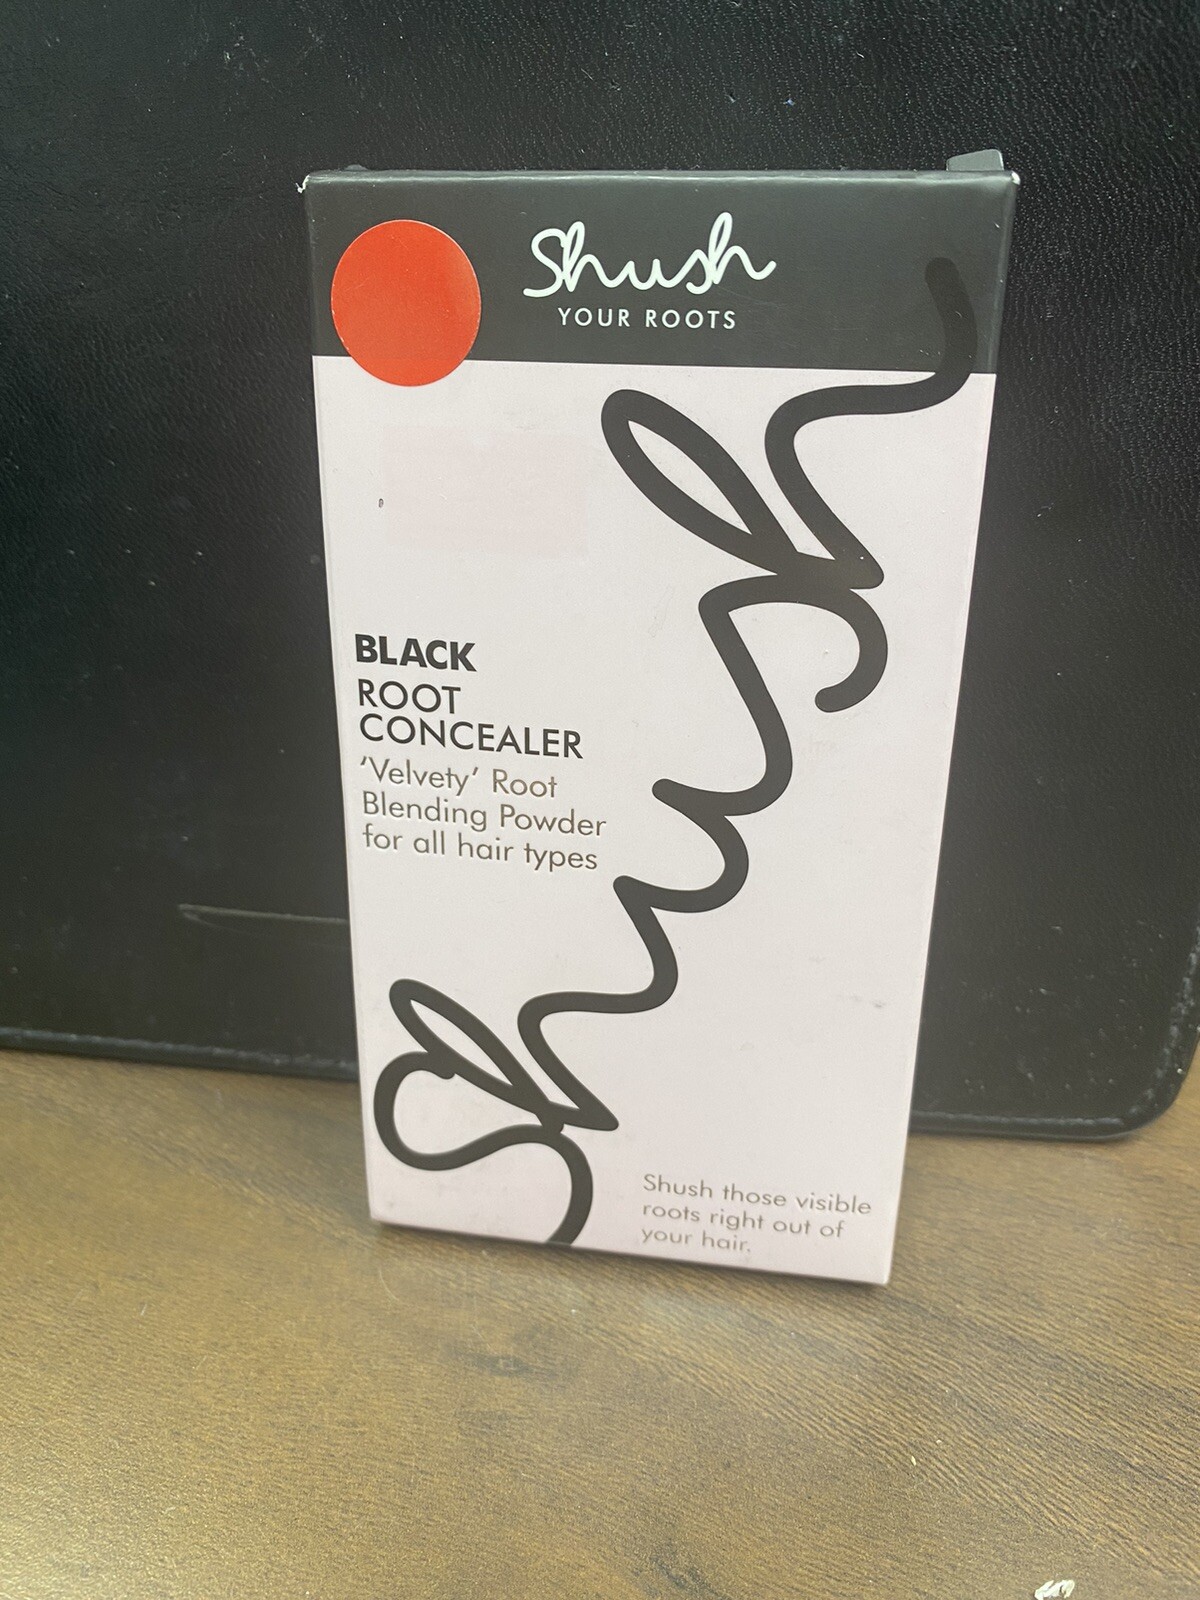 Shush
YOUR ROOTS
Shush
BLACK
ROOT
CONCEALER
'Velvety' Root
Blending Powder
for all hair types
Shush those visible
roots right out of
your hair.